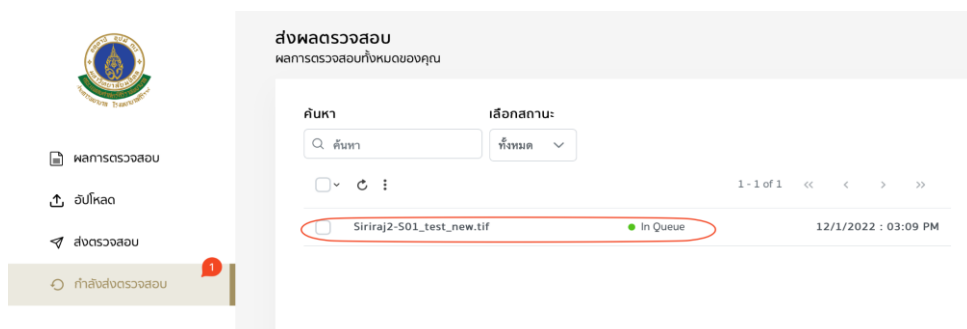 ส่งผลตรวจสอบ
ผลการตรวจสอบทั้งหมดของคุณ
ค้นหา
เลือกสถานะ
ค้นหา
ทั้งหมด
1 - 1 of 1
Siriraj2-S01_test_new.tif
In Queue
12/1/2022 : 03:09 PM
ผลการตรวจสอบ
อัปโหลด
ส่งตรวจสอบ
กำลังส่งตรวจสอบ
1